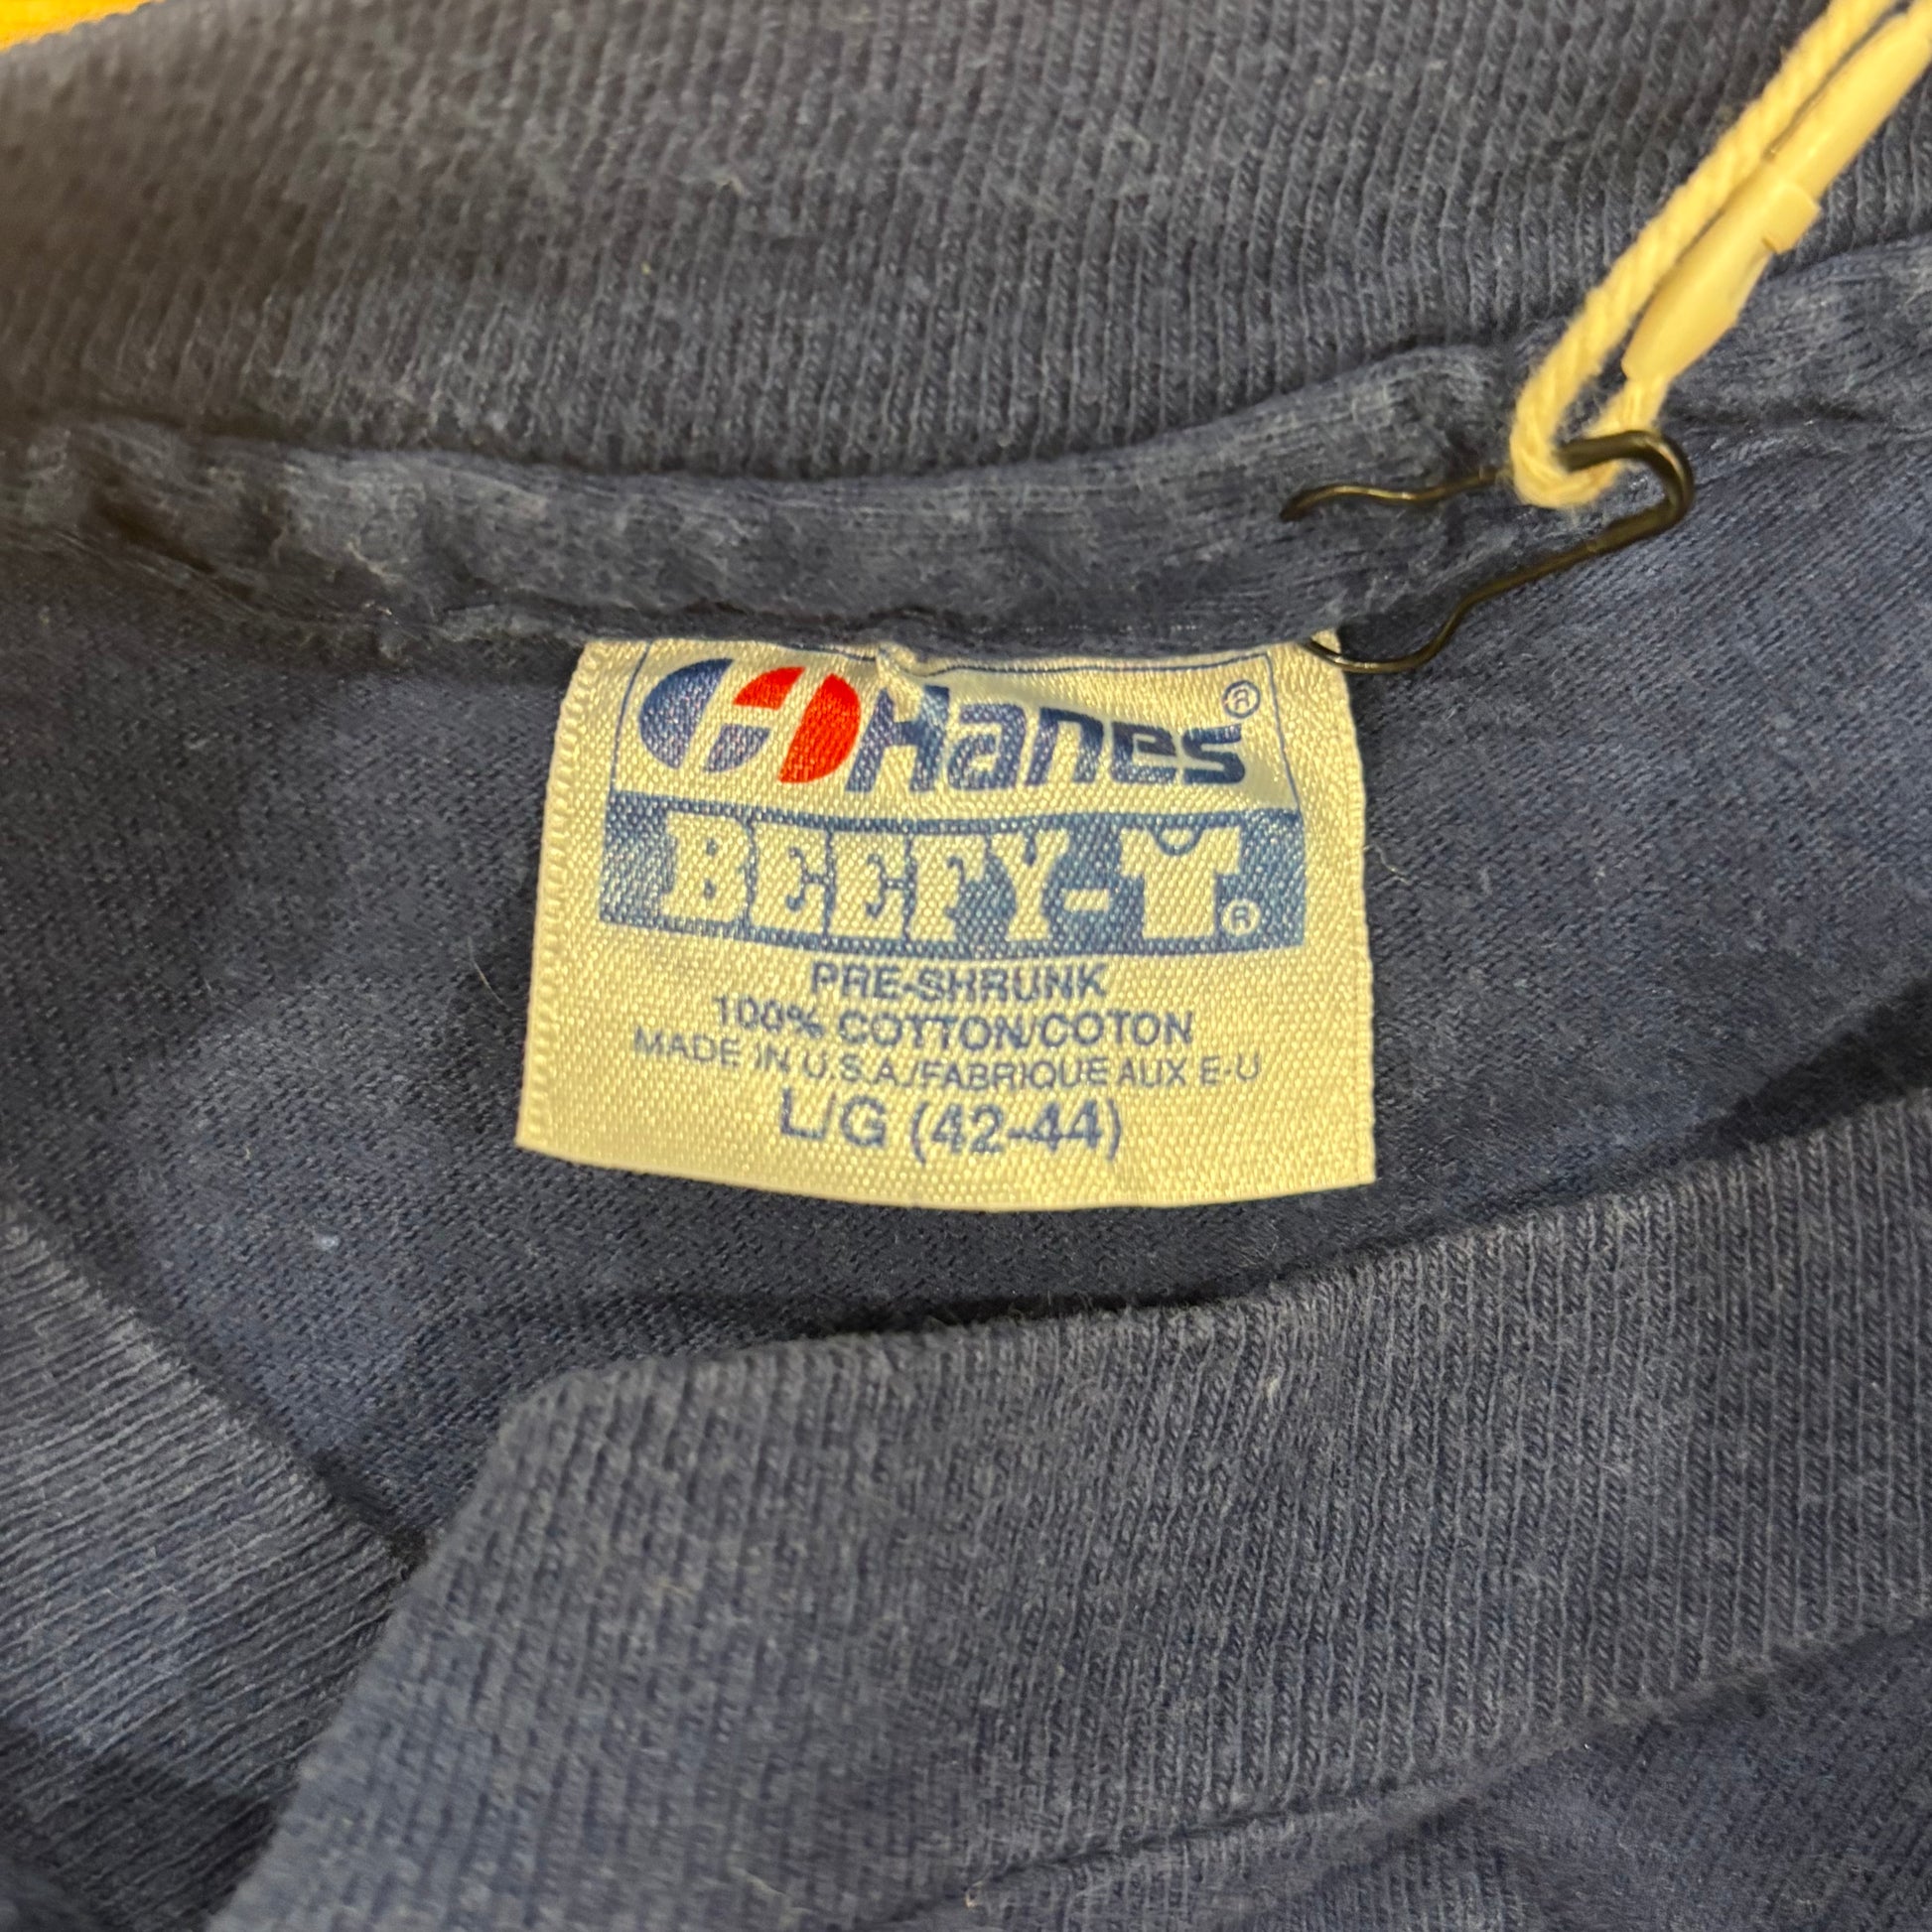 Hanes®
BEEFY-T®
PRE-SHRUNK
100% COTTON/COTON
MADE IN U.S.A./FABRIQUE AUX E-U
L/G (42-44)